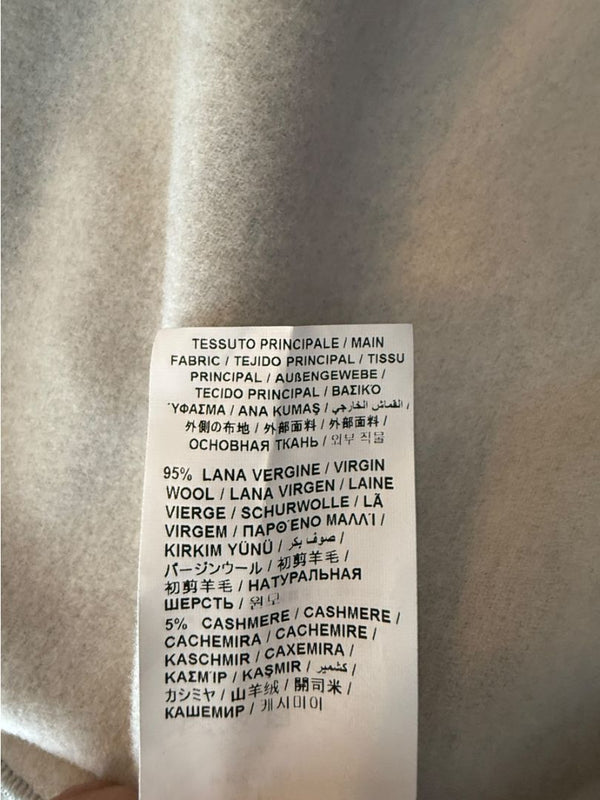 TESSUTO PRINCIPALE / MAIN
FABRIC / TEJIDO PRINCIPAL / TISSU
PRINCIPAL / AUßENGEWEBE /
TECIDO PRINCIPAL / ΒΑΣΙΚΌ
ΎΦΑΣΜΑ / ANA KUMAŞ / القماش الخارجي /
外側の布地 / 外部面料 / 外部面料 /
ОСНОВНАЯ ТКАНЬ / 외부 직물
95% LANA VERGINE / VIRGIN
WOOL / LANA VIRGEN / LAINE
VIERGE / SCHURWOLLE / LÃ
VIRGEM / ΠΑΡΘΈΝΟ ΜΑΛΛΊ /
KIRKIM YÜNÜ / صوف بكر /
バージンウール / 初剪羊毛 /
初剪羊毛 / НАТУРАЛЬНАЯ
ШЕРСТЬ / 원모
5% CASHMERE / CASHMERE /
CACHEMIRA / CACHEMIRE /
KASCHMIR / CAXEMIRA /
ΚΑΣΜΊΡ / KAŞMIR / كشمير /
カシミヤ / 山羊绒 / 開司米 /
КАШЕМИР / 캐시미어